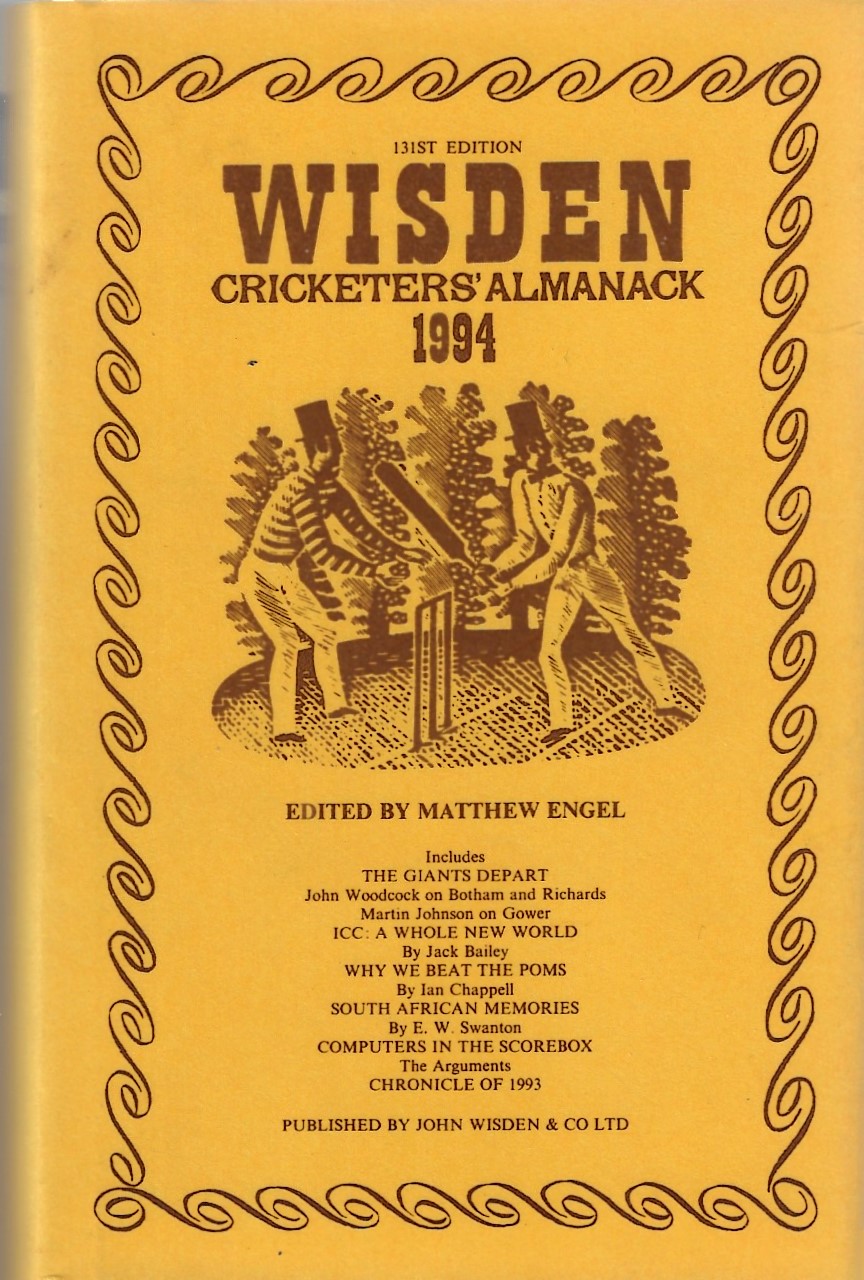 131ST EDITION
WISDEN
CRICKETERS' ALMANACK
1994
EDITED BY MATTHEW ENGEL
Includes
THE GIANTS DEPART
John Woodcock on Botham and Richards
Martin Johnson on Gower
ICC: A WHOLE NEW WORLD
By Jack Bailey
WHY WE BEAT THE POMS
By Ian Chappell
SOUTH AFRICAN MEMORIES
By E. W. Swanton
COMPUTERS IN THE SCOREBOX
The Arguments
CHRONICLE OF 1993
PUBLISHED BY JOHN WISDEN & CO LTD